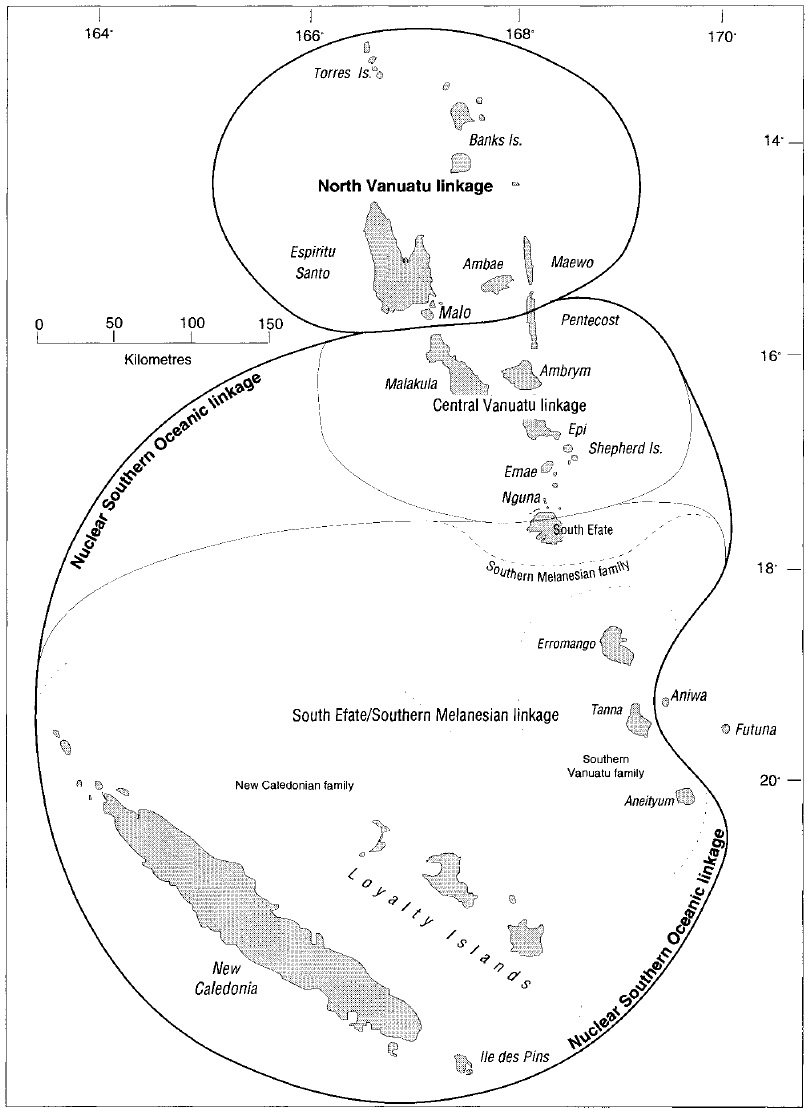 164°
166°
168°
170°
Torres Is.
14°
Banks Is.
North Vanuatu linkage
Espiritu
Santo
Ambae
Maewo
Malo
0 50 100 150
Kilometres
Pentecost
16°
Ambrym
Malakula
Central Vanuatu linkage
Nuclear Southern Oceanic linkage
Epi
Shepherd Is.
Emae
Nguna
South Efate
Southern Melanesian family
18°
Erromango
Aniwa
Tanna
South Efate/Southern Melanesian linkage
Futuna
Southern
Vanuatu family
20°
New Caledonian family
Aneityum
Loyalty Islands
Nuclear Southern Oceanic linkage
New
Caledonia
Ile des Pins